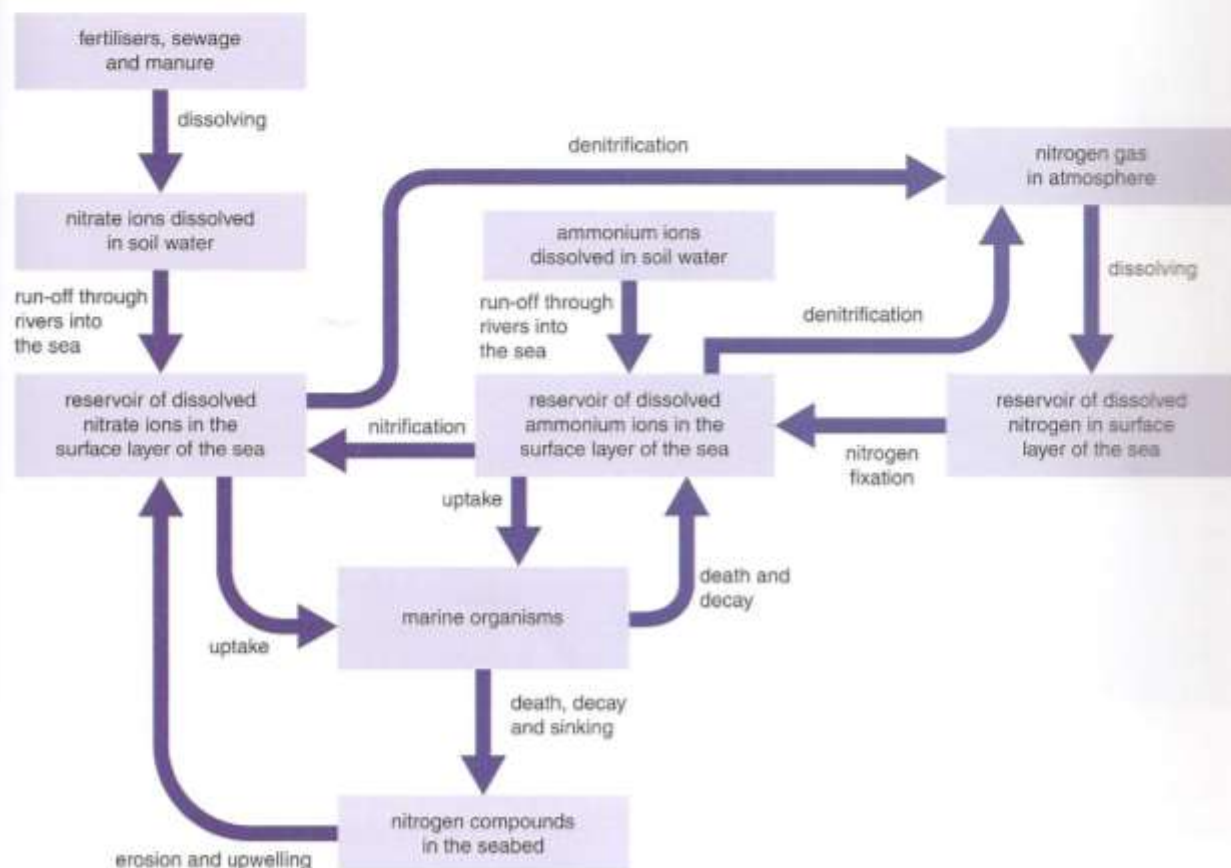 fertilisers, sewage
and manure
dissolving
denitrification
nitrogen gas
in atmosphere
nitrate ions dissolved
in soil water
ammonium ions
dissolved in soil water
dissolving
run-off through
rivers into
the sea
run-off through
rivers into
the sea
denitrification
reservoir of dissolved
nitrate ions in the
surface layer of the sea
nitrification
reservoir of dissolved
ammonium ions in the
surface layer of the sea
nitrogen
fixation
reservoir of dissolved
nitrogen in surface
layer of the sea
uptake
death and
decay
marine organisms
uptake
death, decay
and sinking
nitrogen compounds
in the seabed
erosion and upwelling